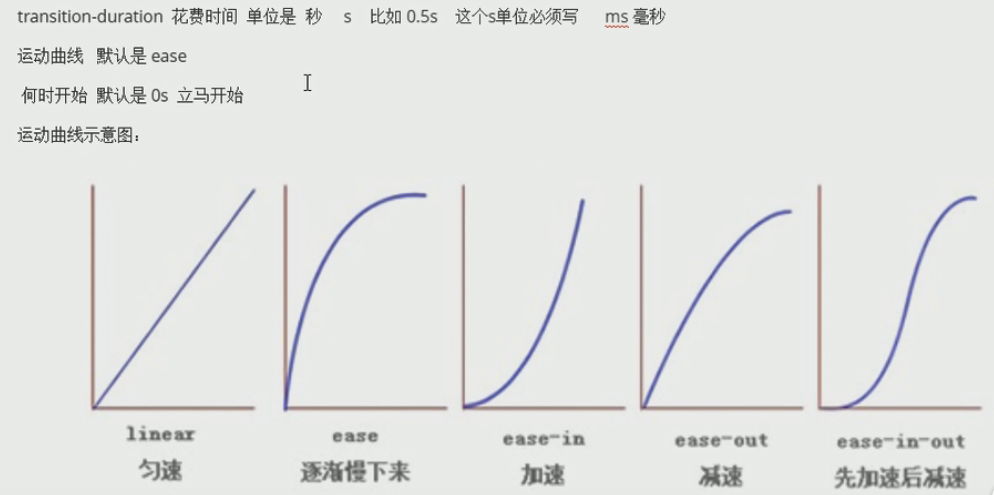 transition-duration 花费时间 单位是 秒 s 比如 0.5s 这个s单位必须写 ms 毫秒
运动曲线 默认是 ease
何时开始 默认是 0s 立马开始
运动曲线示意图：
linear ease ease-in ease-out ease-in-out
匀速 逐渐慢下来 加速 减速 先加速后减速